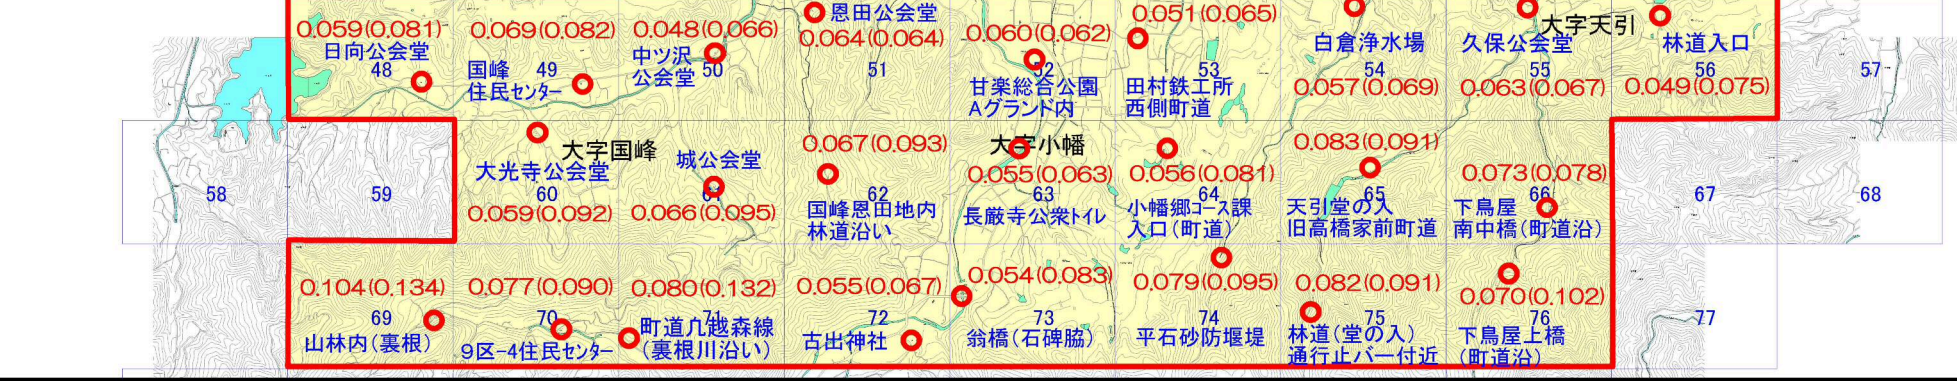 恩田公会堂
0.051(0.065)
大字天引
0.059(0.081)
0.069(0.082)
0.048(0.066)
0.064(0.064)
0.060(0.062)
日向公会堂
48
国峰
住民センター
49
中ツ沢
公会堂
50
51
52
甘楽総合公園
Aグランド内
53
田村鉄工所
西側町道
白倉浄水場
54
0.057(0.069)
久保公会堂
55
0.063(0.067)
林道入口
56
0.049(0.075)
57
58
59
大字国峰
大光寺公会堂
60
0.059(0.092)
城公会堂
61
0.066(0.095)
0.067(0.093)
62
国峰恩田地内
林道沿い
大字小幡
0.055(0.063)
63
長厳寺公衆トイレ
0.056(0.081)
64
小幡郷コース課
入口(町道)
0.083(0.091)
65
天引堂の入
旧高橋家前町道
0.073(0.078)
66
下鳥屋
南中橋(町道沿)
67
68
0.104(0.134)
69
山林内(裏根)
0.077(0.090)
70
9区-4住民センター
0.080(0.132)
71
町道八越森線
(裏根川沿い)
0.055(0.067)
72
古出神社
0.054(0.083)
73
翁橋(石碑脇)
0.079(0.095)
74
平石砂防堰堤
0.082(0.091)
75
林道(堂の入)
通行止バー付近
0.070(0.102)
76
下鳥屋上橋
(町道沿)
77